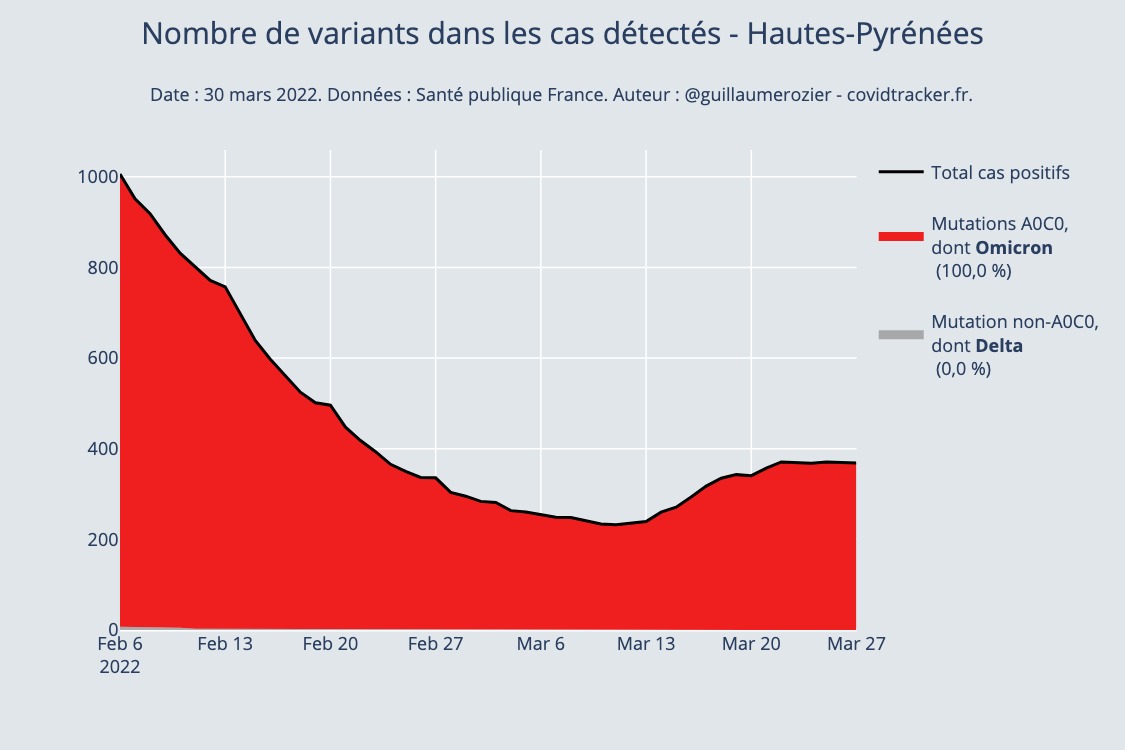 Nombre de variants dans les cas détectés - Hautes-Pyrénées
Date : 30 mars 2022. Données : Santé publique France. Auteur : @guillaumerozier - covidtracker.fr.
1000
800
600
400
200
0
Feb 6 Feb 13 Feb 20 Feb 27 Mar 6 Mar 13 Mar 20 Mar 27
2022
Total cas positifs
Mutations A0C0,
dont Omicron
(100,0 %)
Mutation non-A0C0,
dont Delta
(0,0 %)